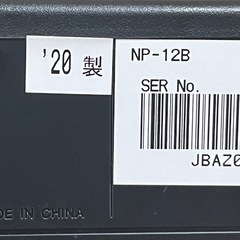 '20 製
NP-12B
SER No.
JBAZ0
DE IN CHINA